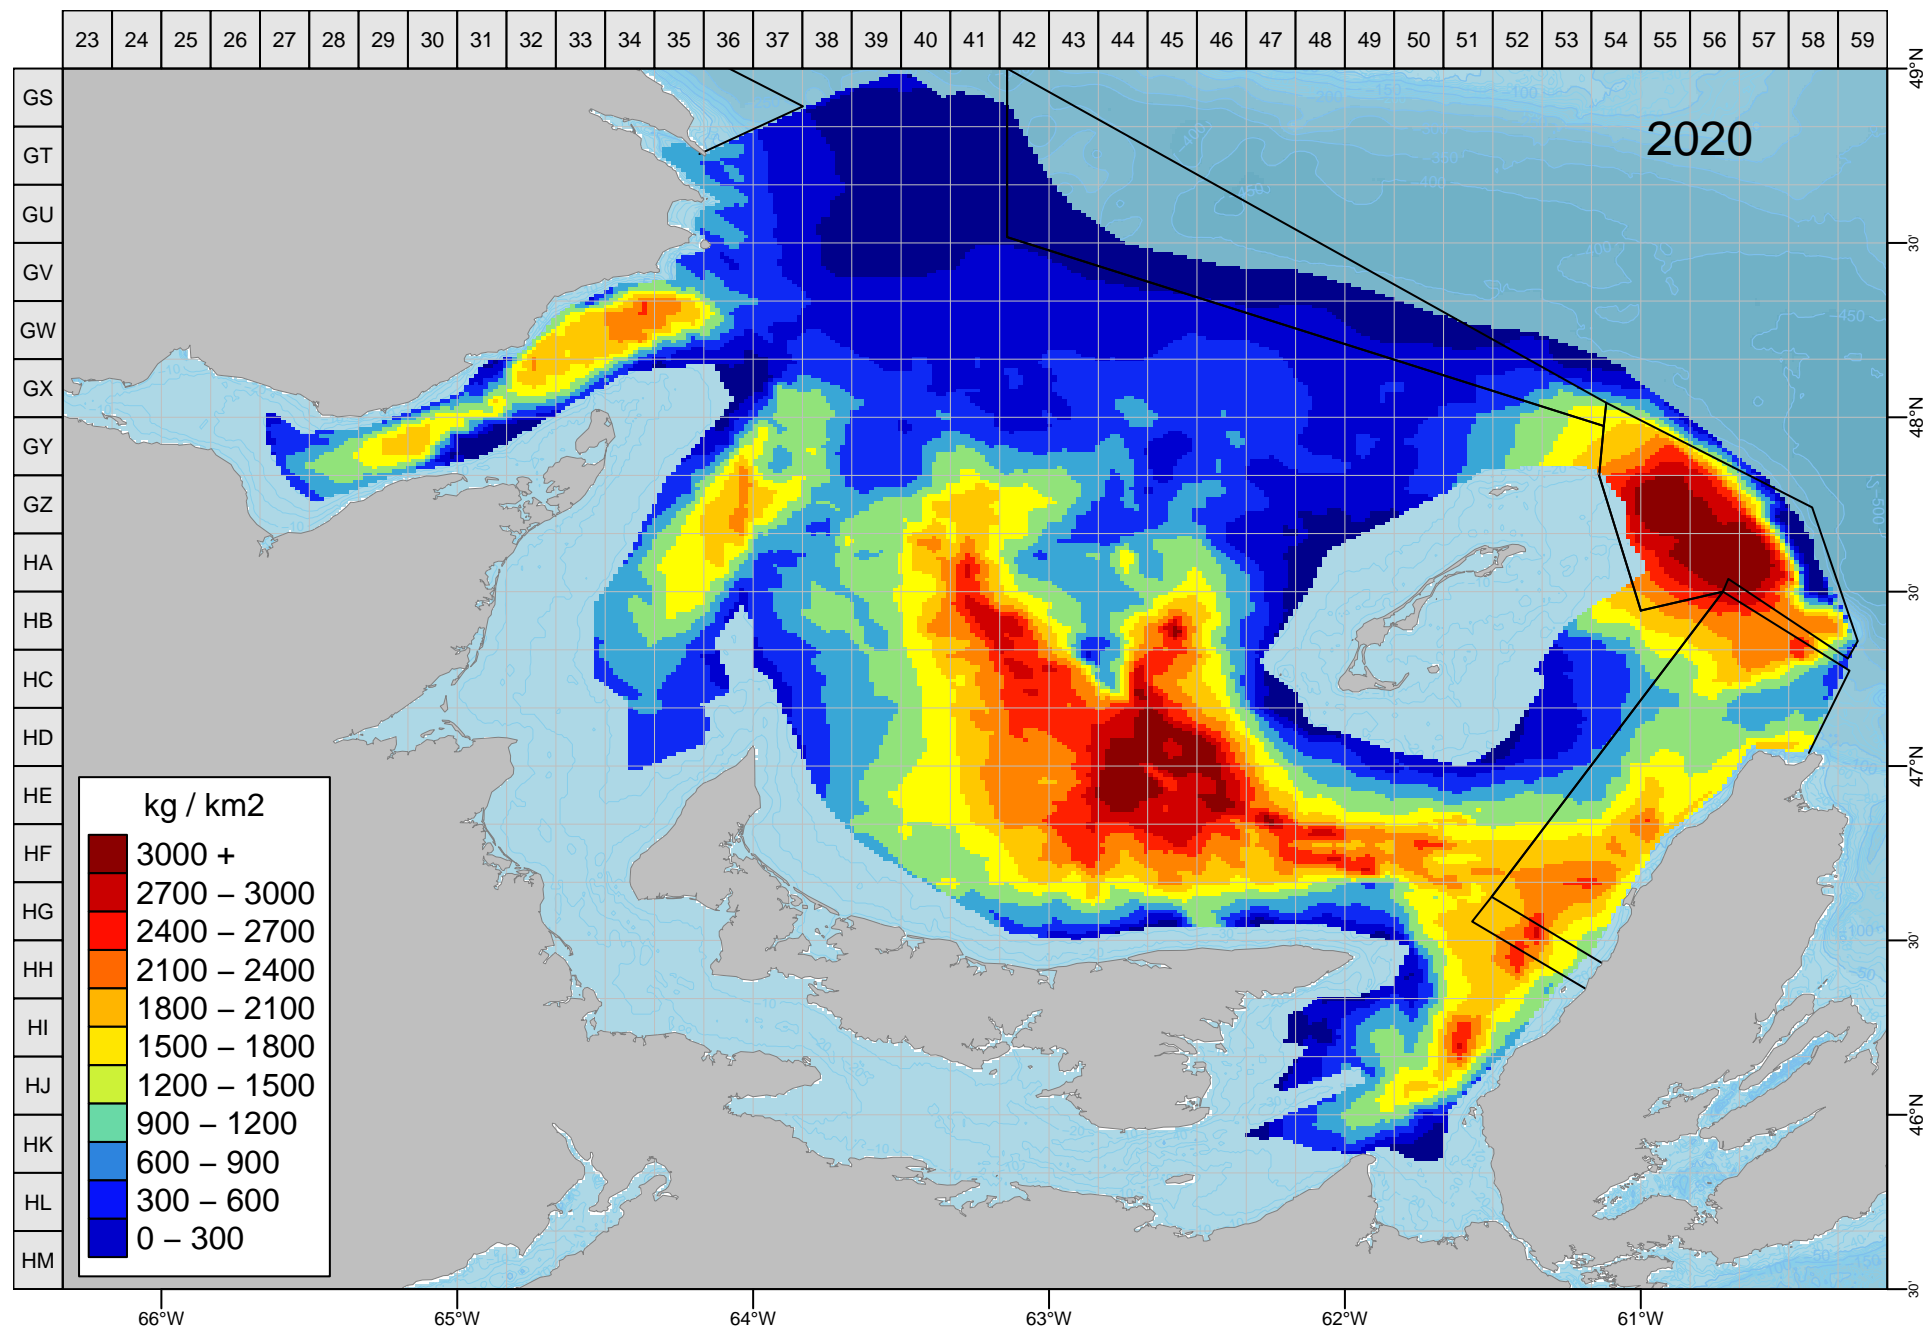 23 24 25 26 27 28 29 30 31 32 33 34 35 36 37 38 39 40 41 42 43 44 45 46 47 48 49 50 51 52 53 54 55 56 57 58 59
GS
GT
GU
GV
GW
GX
GY
GZ
HA
HB
HC
HD
HE
HF
HG
HH
HI
HJ
HK
HL
HM
2020
49°N
30'
48°N
30'
47°N
30'
46°N
30'
kg / km2
3000 +
2700 – 3000
2400 – 2700
2100 – 2400
1800 – 2100
1500 – 1800
1200 – 1500
900 – 1200
600 – 900
300 – 600
0 – 300
66°W 65°W 64°W 63°W 62°W 61°W